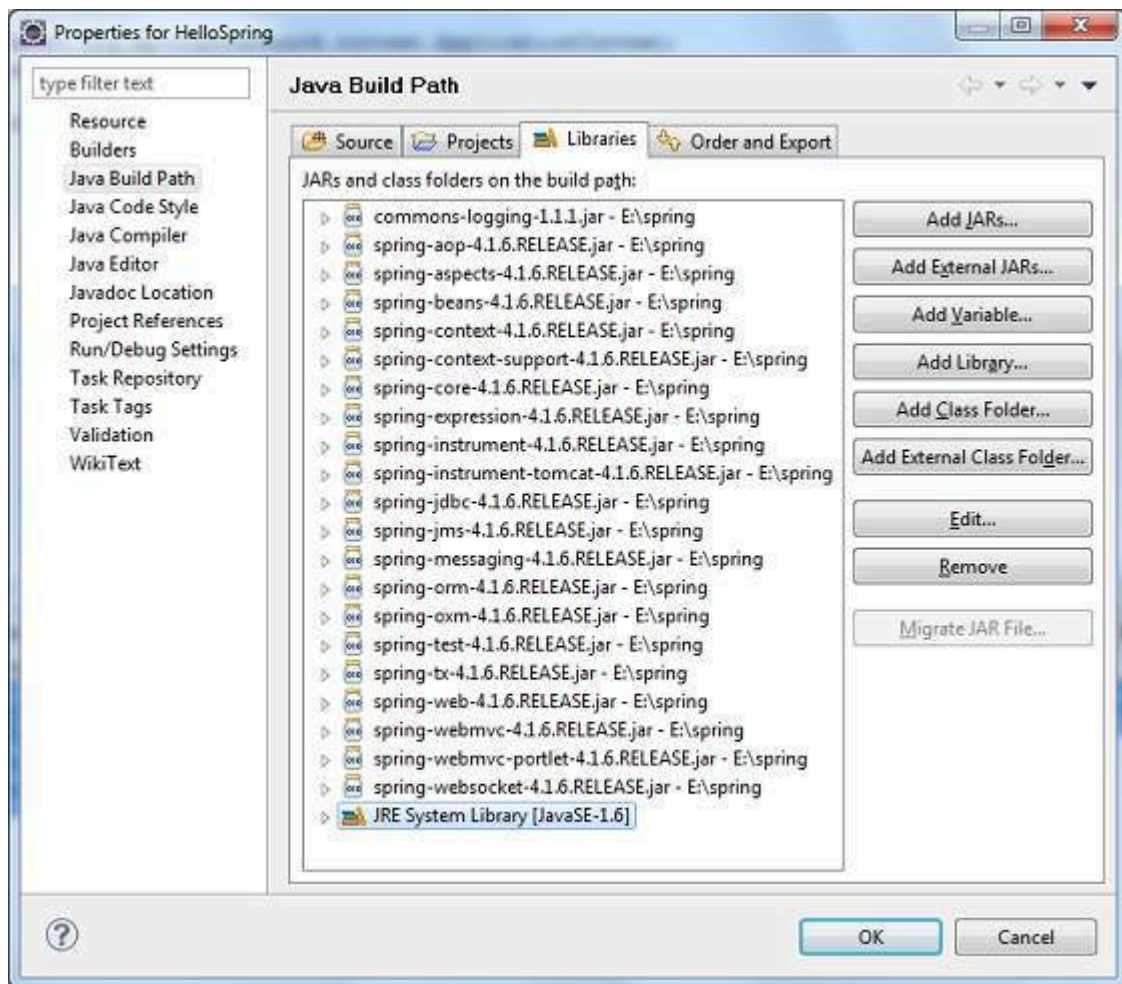 Properties for HelloSpring
type filter text
Resource
Builders
Java Build Path
Java Code Style
Java Compiler
Java Editor
Javadoc Location
Project References
Run/Debug Settings
Task Repository
Task Tags
Validation
WikiText
Java Build Path
Source Projects Libraries Order and Export
JARs and class folders on the build path:
commons-logging-1.1.1.jar - E:\spring
spring-aop-4.1.6.RELEASE.jar - E:\spring
spring-aspects-4.1.6.RELEASE.jar - E:\spring
spring-beans-4.1.6.RELEASE.jar - E:\spring
spring-context-4.1.6.RELEASE.jar - E:\spring
spring-context-support-4.1.6.RELEASE.jar - E:\spring
spring-core-4.1.6.RELEASE.jar - E:\spring
spring-expression-4.1.6.RELEASE.jar - E:\spring
spring-instrument-4.1.6.RELEASE.jar - E:\spring
spring-instrument-tomcat-4.1.6.RELEASE.jar - E:\spring
spring-jdbc-4.1.6.RELEASE.jar - E:\spring
spring-jms-4.1.6.RELEASE.jar - E:\spring
spring-messaging-4.1.6.RELEASE.jar - E:\spring
spring-orm-4.1.6.RELEASE.jar - E:\spring
spring-oxm-4.1.6.RELEASE.jar - E:\spring
spring-test-4.1.6.RELEASE.jar - E:\spring
spring-tx-4.1.6.RELEASE.jar - E:\spring
spring-web-4.1.6.RELEASE.jar - E:\spring
spring-webmvc-4.1.6.RELEASE.jar - E:\spring
spring-webmvc-portlet-4.1.6.RELEASE.jar - E:\spring
spring-websocket-4.1.6.RELEASE.jar - E:\spring
JRE System Library [JavaSE-1.6]
Add JARs...
Add External JARs...
Add Variable...
Add Library...
Add Class Folder...
Add External Class Folder...
Edit...
Remove
Migrate JAR File...
OK Cancel